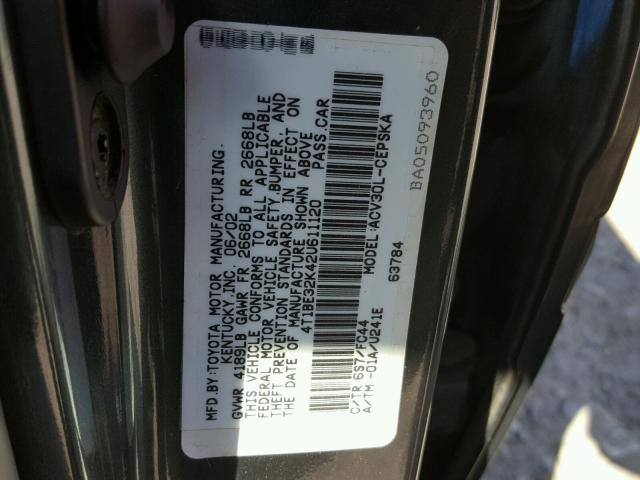 MFD.BY:TOYOTA MOTOR MANUFACTURING.
KENTUCKY,INC. 06/02
GVWR 4189LB GAWR FR 2668LB RR 2668LB
THIS VEHICLE CONFORMS TO ALL APPLICABLE
FEDERAL MOTOR VEHICLE SAFETY,BUMPER, AND
THEFT PREVENTION STANDARDS IN EFFECT ON
THE DATE OF MANUFACTURE SHOWN ABOVE
4T1BE32K42U611120 PASS.CAR
MODEL:ACV30L-CEPSKA
63784
C/TR 6S7/FC44
A/TM -01A/U241E
BA05093960